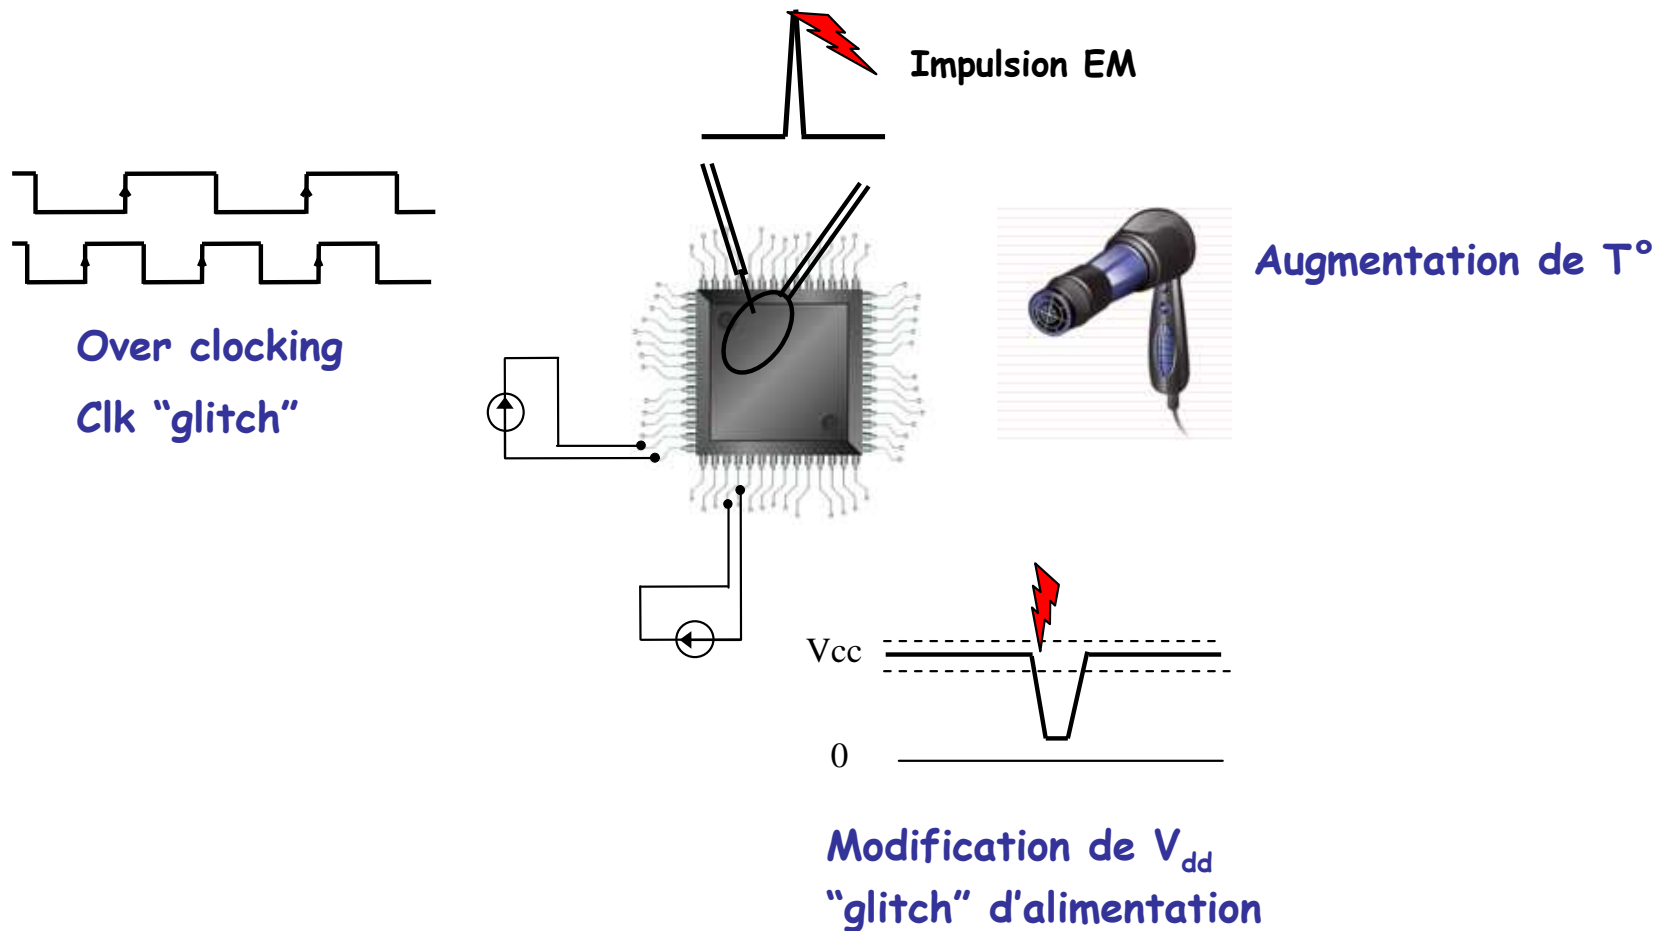 Impulsion EM
Augmentation de T°
Over clocking
Clk “glitch”
Vcc
0
Modification de Vdd
“glitch” d’alimentation